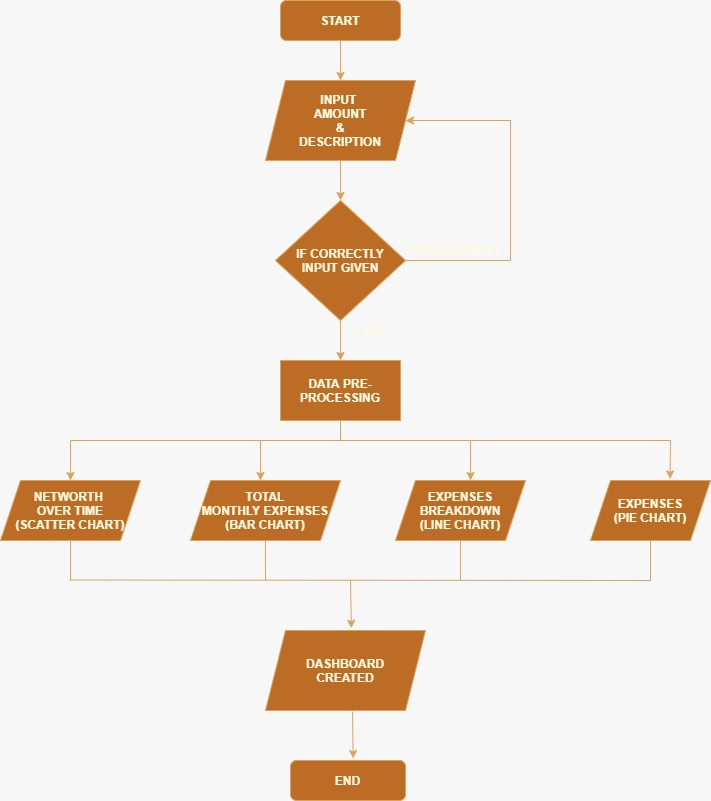 START
INPUT
AMOUNT
&
DESCRIPTION
IF CORRECTLY
INPUT GIVEN
DATA PRE-
PROCESSING
NETWORTH
OVER TIME
(SCATTER CHART)
TOTAL
MONTHLY EXPENSES
(BAR CHART)
EXPENSES
BREAKDOWN
(LINE CHART)
EXPENSES
(PIE CHART)
DASHBOARD
CREATED
END